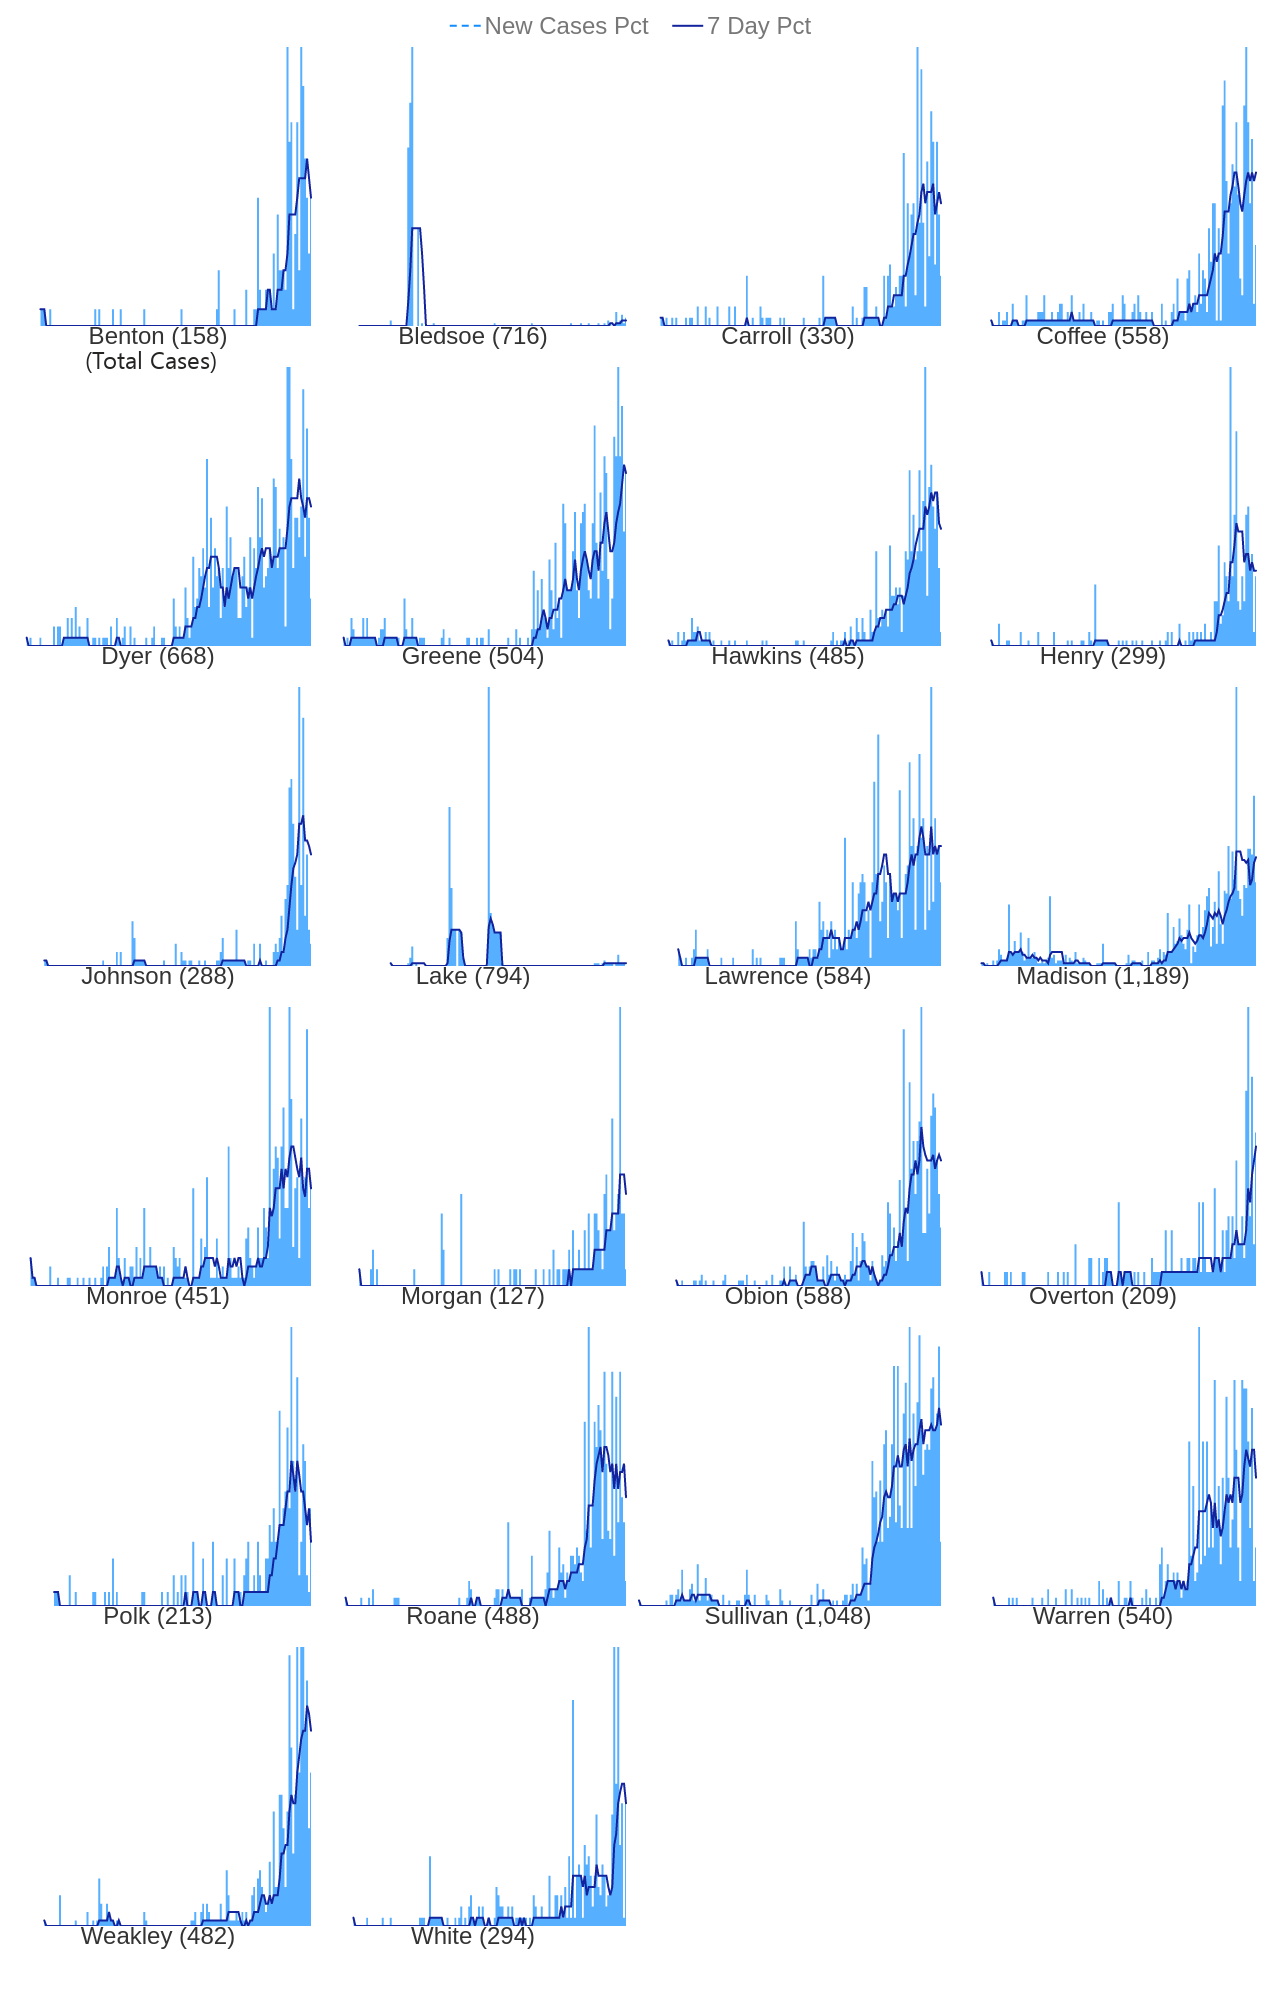 New Cases Pct 7 Day Pct
Benton (158) Bledsoe (716) Carroll (330) Coffee (558)
(Total Cases)
Dyer (668) Greene (504) Hawkins (485) Henry (299)
Johnson (288) Lake (794) Lawrence (584) Madison (1,189)
Monroe (451) Morgan (127) Obion (588) Overton (209)
Polk (213) Roane (488) Sullivan (1,048) Warren (540)
Weakley (482) White (294)